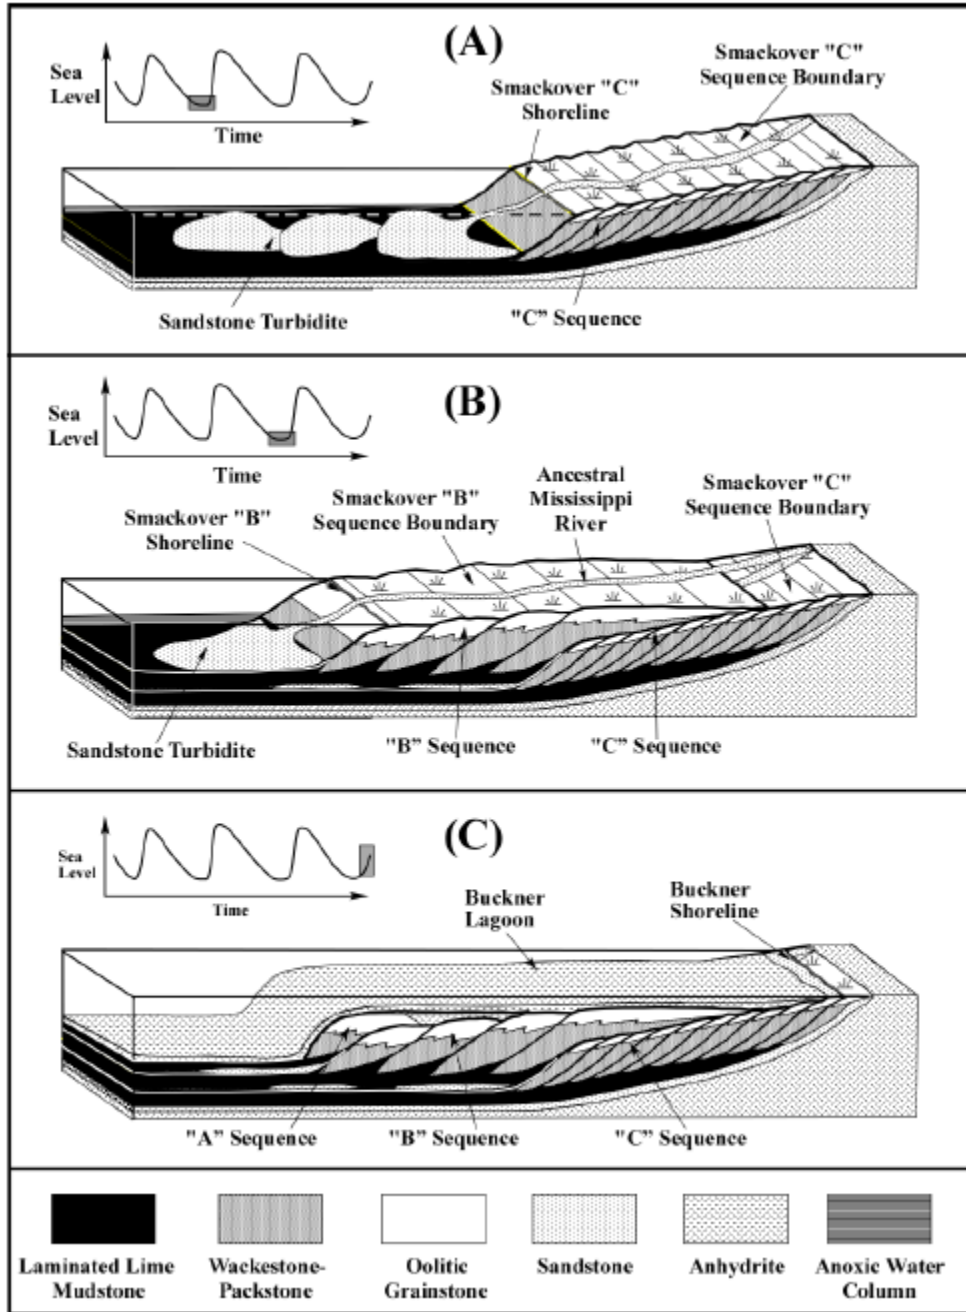 (A)
Sea
Level
Time
Smackover "C"
Shoreline
Smackover "C"
Sequence Boundary
Sandstone Turbidite
"C" Sequence
(B)
Sea
Level
Time
Smackover "B"
Shoreline
Smackover "B"
Sequence Boundary
Ancestral
Mississippi
River
Smackover "C"
Sequence Boundary
Sandstone Turbidite
"B" Sequence
"C" Sequence
(C)
Sea
Level
Time
Buckner
Lagoon
Buckner
Shoreline
"A" Sequence
"B" Sequence
"C" Sequence
Laminated Lime
Mudstone
Wackestone-
Packstone
Oolitic
Grainstone
Sandstone
Anhydrite
Anoxic Water
Column